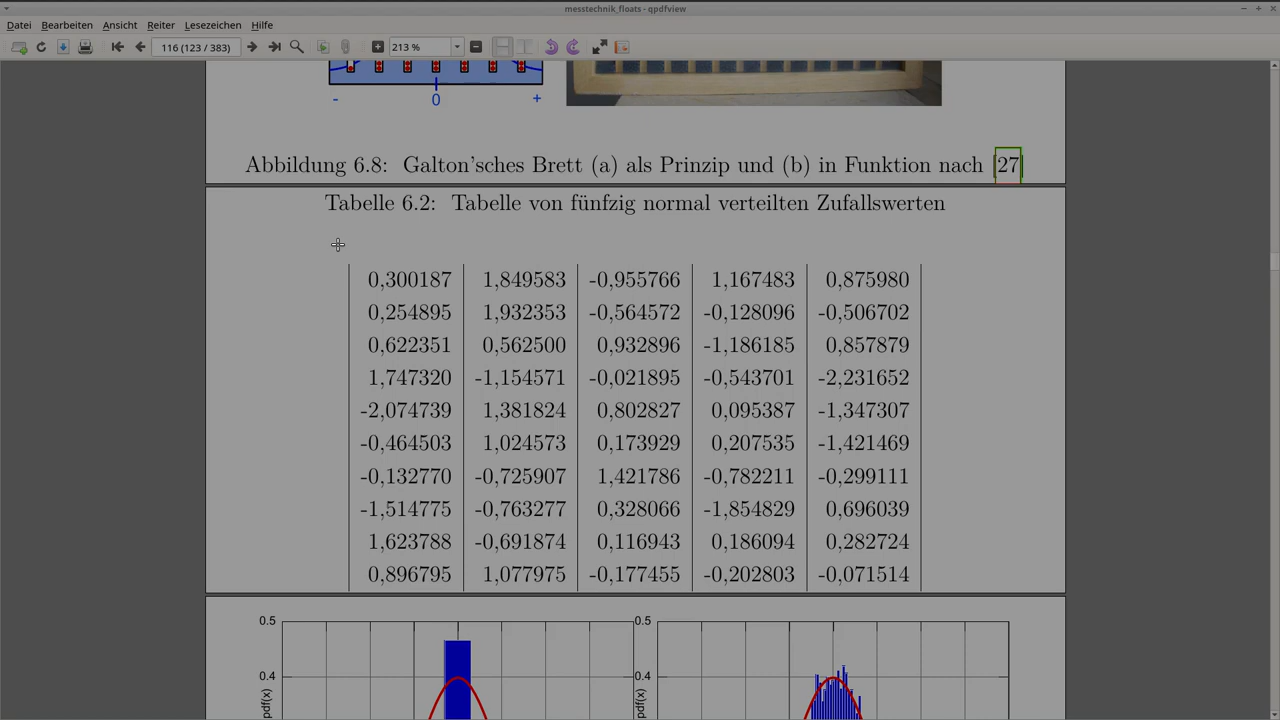 messtechnik_floats - qpdfview
Datei Bearbeiten Ansicht Reiter Lesezeichen Hilfe
116 (123 / 383) 213 %
- 0 +
Abbildung 6.8: Galton'sches Brett (a) als Prinzip und (b) in Funktion nach [27]
Tabelle 6.2: Tabelle von fünfzig normal verteilten Zufallswerten
0,300187 1,849583 -0,955766 1,167483 0,875980
0,254895 1,932353 -0,564572 -0,128096 -0,506702
0,622351 0,562500 0,932896 -1,186185 0,857879
1,747320 -1,154571 -0,021895 -0,543701 -2,231652
-2,074739 1,381824 0,802827 0,095387 -1,347307
-0,464503 1,024573 0,173929 0,207535 -1,421469
-0,132770 -0,725907 1,421786 -0,782211 -0,299111
-1,514775 -0,763277 0,328066 -1,854829 0,696039
1,623788 -0,691874 0,116943 0,186094 0,282724
0,896795 1,077975 -0,177455 -0,202803 -0,071514
0.5 0.5
0.4 0.4
pdf(x) pdf(x)